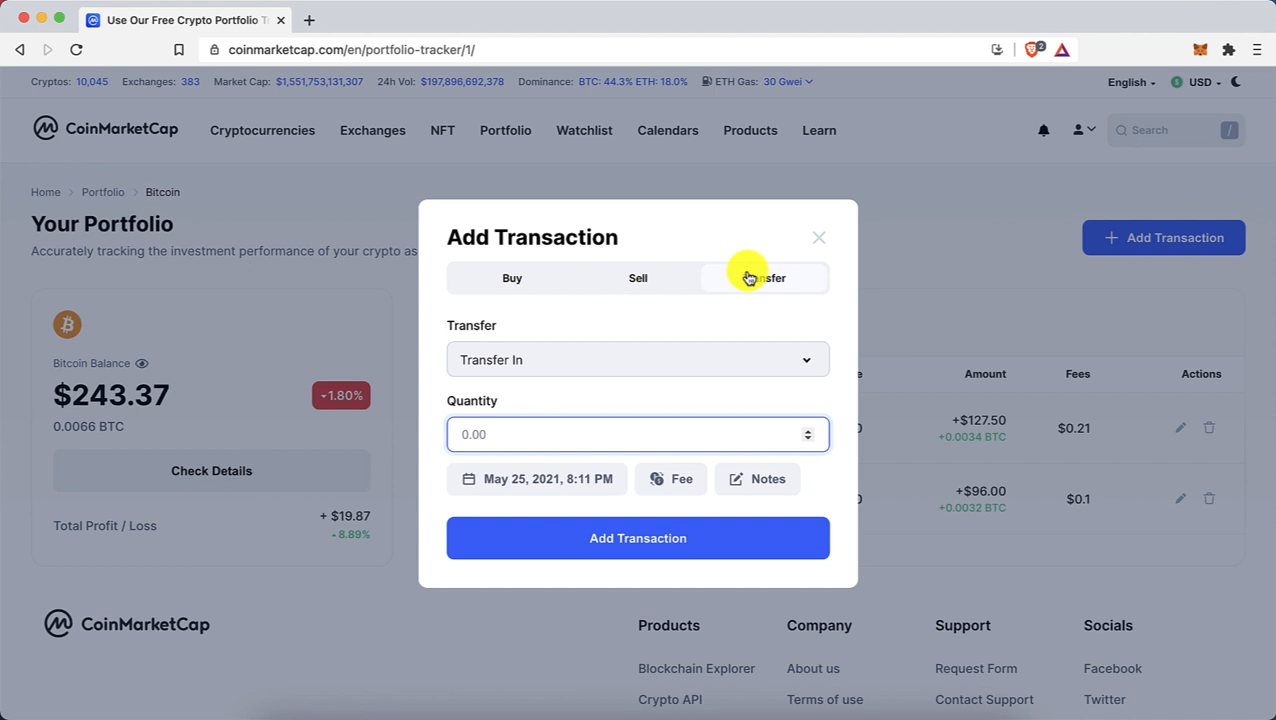 Use Our Free Crypto Portfolio T
coinmarketcap.com/en/portfolio-tracker/1/
2
Cryptos: 10,045 Exchanges: 383 Market Cap: $1,551,753,131,307 24h Vol: $197,896,692,378 Dominance: BTC: 44.3% ETH: 18.0% ETH Gas: 30 Gwei English USD
CoinMarketCap Cryptocurrencies Exchanges NFT Portfolio Watchlist Calendars Products Learn Search /
Home > Portfolio > Bitcoin
Your Portfolio
Accurately tracking the investment performance of your crypto as
+ Add Transaction
Bitcoin Balance
$243.37 1.80%
0.0066 BTC
Check Details
Total Profit / Loss + $19.87
8.89%
Add Transaction
Buy Sell
Transfer
Transfer In
Quantity
0.00
May 25, 2021, 8:11 PM Fee Notes
Add Transaction
Amount Fees Actions
+$127.50 $0.21
+0.0034 BTC
+$96.00 $0.1
+0.0032 BTC
CoinMarketCap
Products Company Support Socials
Blockchain Explorer About us Request Form Facebook
Crypto API Terms of use Contact Support Twitter